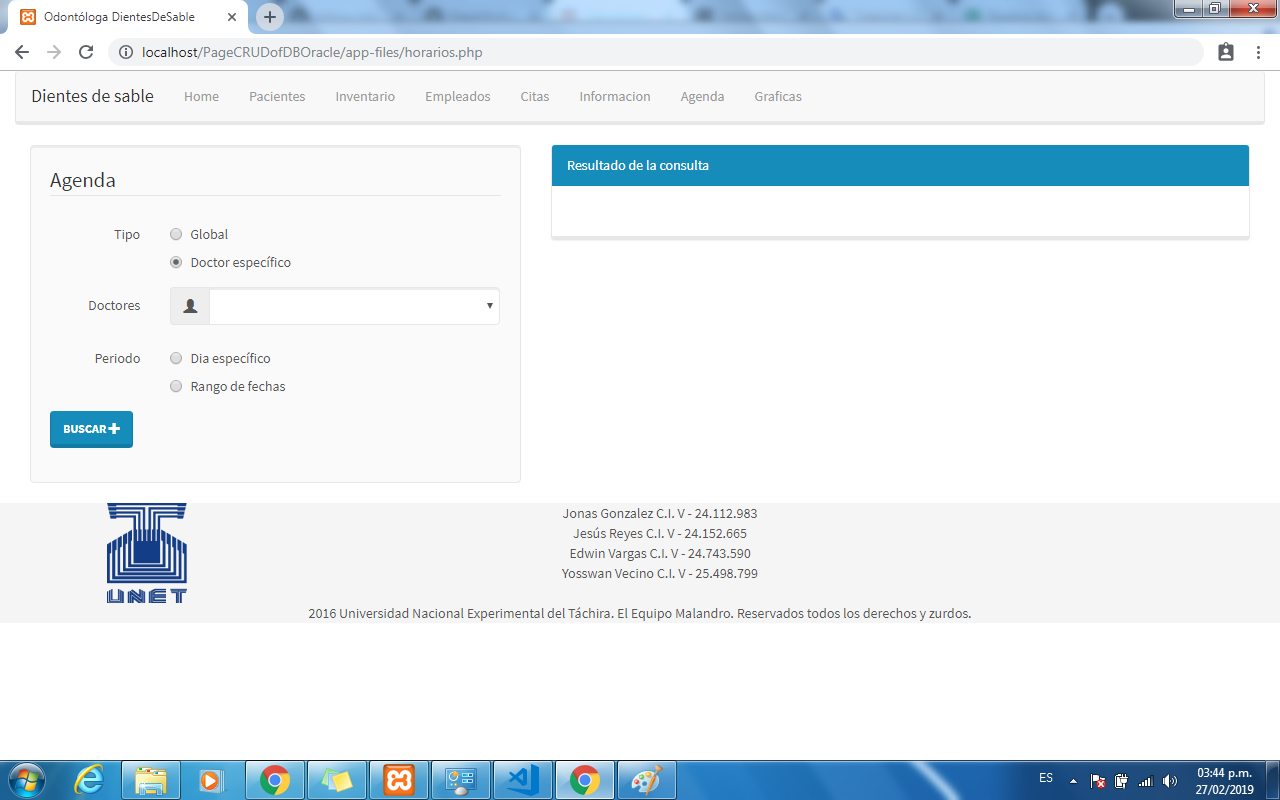 Odontóloga DientesDeSable
localhost/PageCRUDofDBOracle/app-files/horarios.php
Dientes de sable Home Pacientes Inventario Empleados Citas Informacion Agenda Graficas
Agenda
Tipo
Global
Doctor específico
Doctores
Periodo
Dia específico
Rango de fechas
BUSCAR
Resultado de la consulta
UNET
Jonas Gonzalez C.I. V - 24.112.983
Jesús Reyes C.I. V - 24.152.665
Edwin Vargas C.I. V - 24.743.590
Yosswan Vecino C.I. V - 25.498.799
2016 Universidad Nacional Experimental del Táchira. El Equipo Malandro. Reservados todos los derechos y zurdos.
ES
03:44 p.m.
27/02/2019